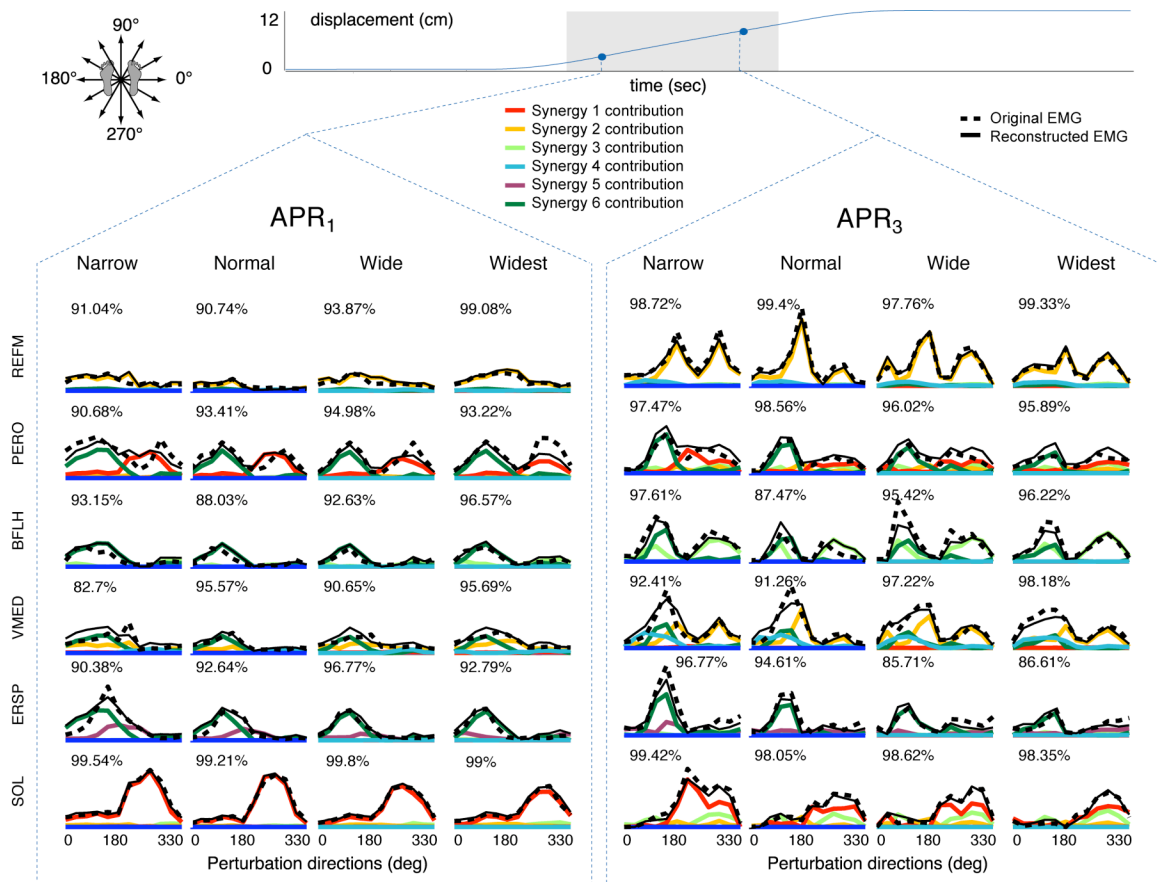 12
displacement (cm)
90°
180°
0°
0
270°
time (sec)
Synergy 1 contribution
Synergy 2 contribution
Synergy 3 contribution
Synergy 4 contribution
Synergy 5 contribution
Synergy 6 contribution
Original EMG
Reconstructed EMG
APR1
APR3
Narrow Normal Wide Widest Narrow Normal Wide Widest
REFM
91.04% 90.74% 93.87% 99.08% 98.72% 99.4% 97.76% 99.33%
PERO
90.68% 93.41% 94.98% 93.22% 97.47% 98.56% 96.02% 95.89%
BFLH
93.15% 88.03% 92.63% 96.57% 97.61% 87.47% 95.42% 96.22%
VMED
82.7% 95.57% 90.65% 95.69% 92.41% 91.26% 97.22% 98.18%
ERSP
90.38% 92.64% 96.77% 92.79% 96.77% 94.61% 85.71% 86.61%
SOL
99.54% 99.21% 99.8% 99% 99.42% 98.05% 98.62% 98.35%
0 180 330 0 180 330 0 180 330 0 180 330 0 180 330 0 180 330 0 180 330 0 180 330
Perturbation directions (deg) Perturbation directions (deg)